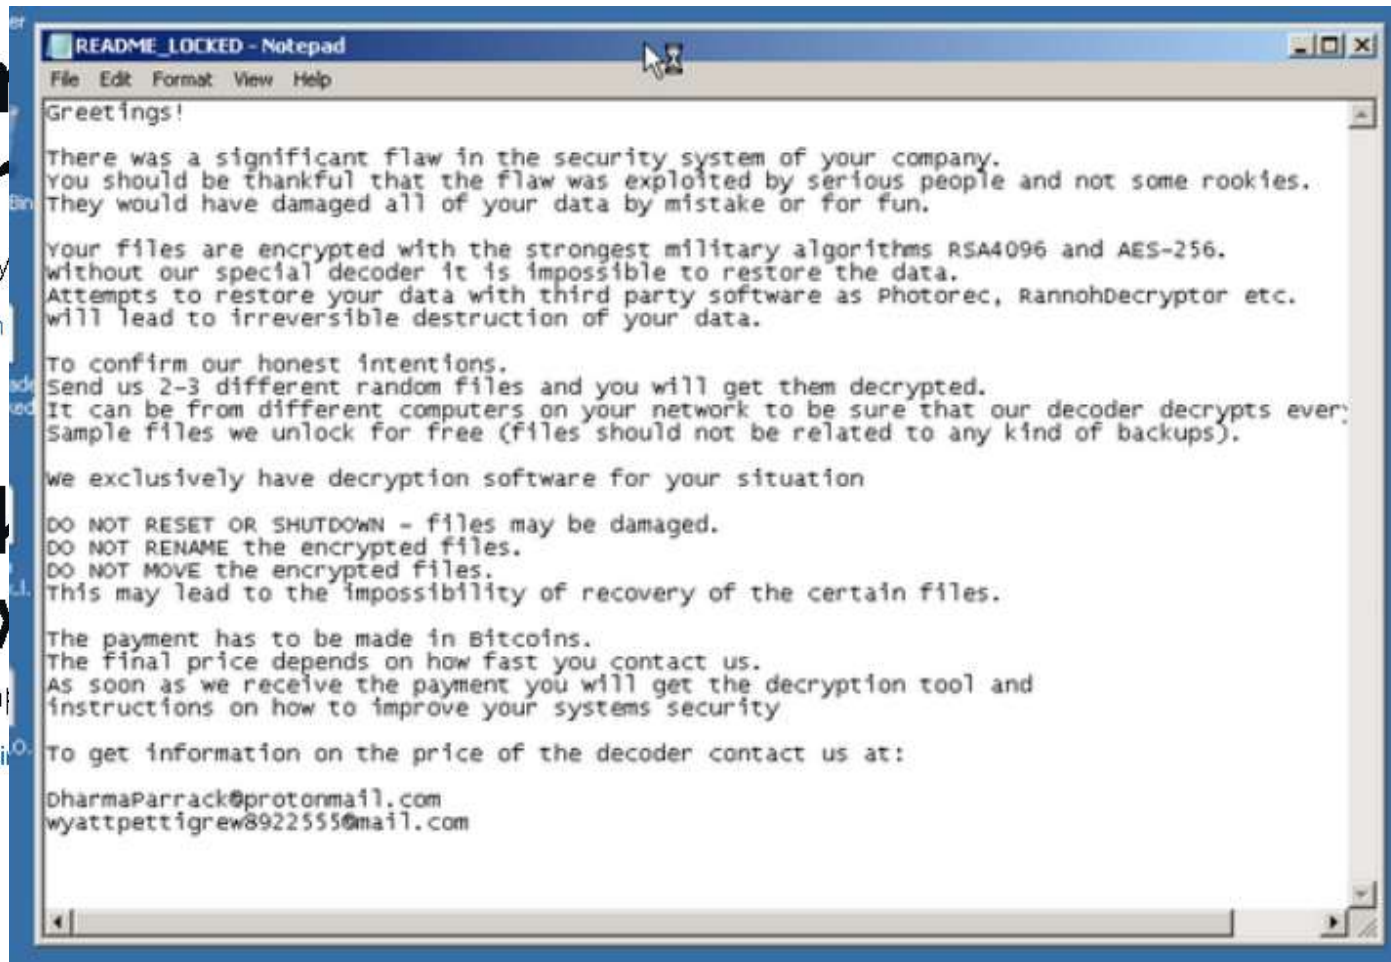 README_LOCKED - Notepad
File Edit Format View Help
Greetings!
There was a significant flaw in the security system of your company.
You should be thankful that the flaw was exploited by serious people and not some rookies.
They would have damaged all of your data by mistake or for fun.
Your files are encrypted with the strongest military algorithms RSA4096 and AES-256.
Without our special decoder it is impossible to restore the data.
Attempts to restore your data with third party software as Photorec, RannohDecryptor etc.
will lead to irreversible destruction of your data.
To confirm our honest intentions.
Send us 2-3 different random files and you will get them decrypted.
It can be from different computers on your network to be sure that our decoder decrypts
Sample files we unlock for free (files should not be related to any kind of backups).
We exclusively have decryption software for your situation
DO NOT RESET OR SHUTDOWN - files may be damaged.
DO NOT RENAME the encrypted files.
DO NOT MOVE the encrypted files.
This may lead to the impossibility of recovery of the certain files.
The payment has to be made in Bitcoins.
The final price depends on how fast you contact us.
As soon as we receive the payment you will get the decryption tool and
instructions on how to improve your systems security
To get information on the price of the decoder contact us at:
DharmaParrack@protonmail.com
wyattpettigrew8922555@mail.com